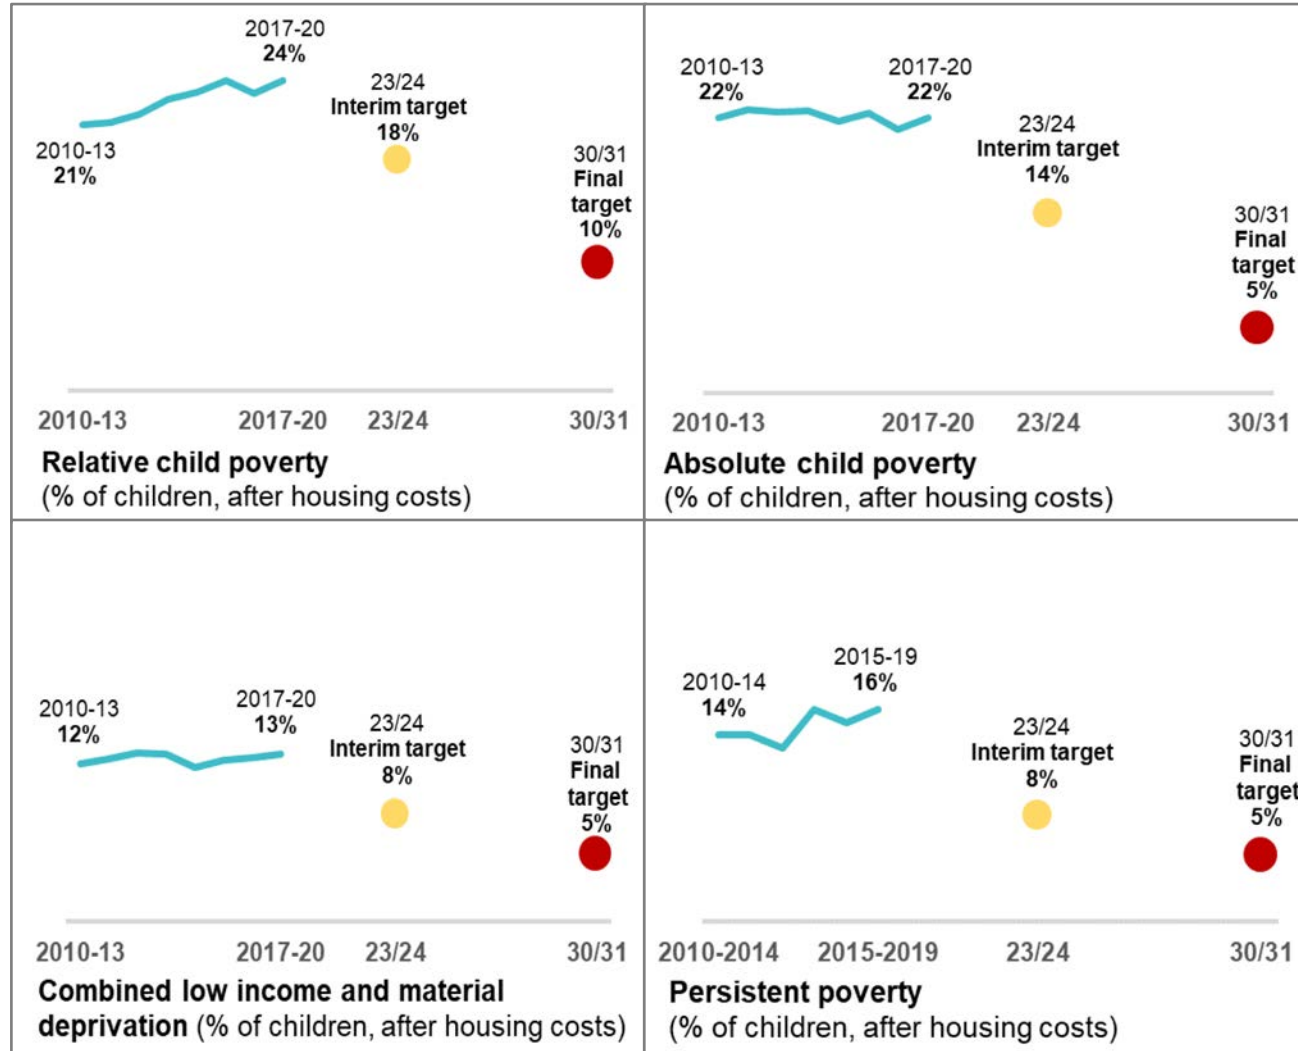 2017-20
24%
2010-13
21%
23/24
Interim target
18%
30/31
Final
target
10%
2010-13
2017-20
23/24
30/31
Relative child poverty
(% of children, after housing costs)
2010-13
22%
2017-20
22%
23/24
Interim target
14%
30/31
Final
target
5%
2010-13
2017-20
23/24
30/31
Absolute child poverty
(% of children, after housing costs)
2010-13
12%
2017-20
13%
23/24
Interim target
8%
30/31
Final
target
5%
2010-13
2017-20
23/24
30/31
Combined low income and material
deprivation (% of children, after housing costs)
2010-14
14%
2015-19
16%
23/24
Interim target
8%
30/31
Final
target
5%
2010-2014
2015-2019
23/24
30/31
Persistent poverty
(% of children, after housing costs)